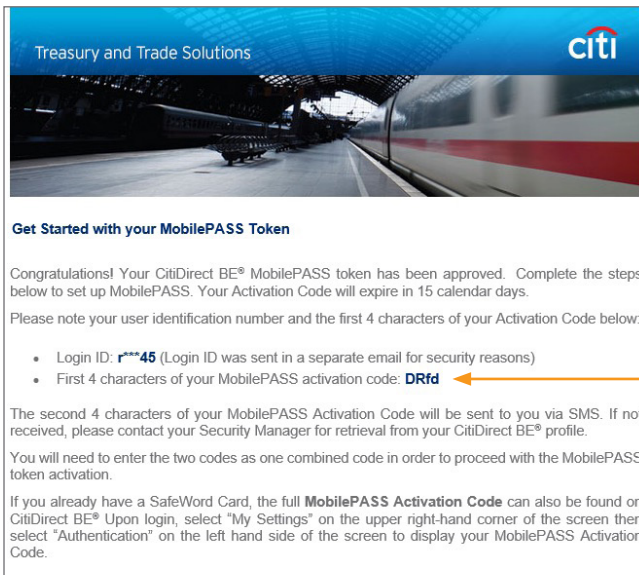 Treasury and Trade Solutions
citi
Get Started with your MobilePASS Token
Congratulations! Your CitiDirect BE® MobilePASS token has been approved. Complete the steps
below to set up MobilePASS. Your Activation Code will expire in 15 calendar days.
Please note your user identification number and the first 4 characters of your Activation Code below:
• Login ID: r***45 (Login ID was sent in a separate email for security reasons)
• First 4 characters of your MobilePASS activation code: DRfd
The second 4 characters of your MobilePASS Activation Code will be sent to you via SMS. If not
received, please contact your Security Manager for retrieval from your CitiDirect BE® profile.
You will need to enter the two codes as one combined code in order to proceed with the MobilePASS
token activation.
If you already have a SafeWord Card, the full MobilePASS Activation Code can also be found on
CitiDirect BE® Upon login, select “My Settings” on the upper right-hand corner of the screen then
select “Authentication” on the left hand side of the screen to display your MobilePASS Activation
Code.